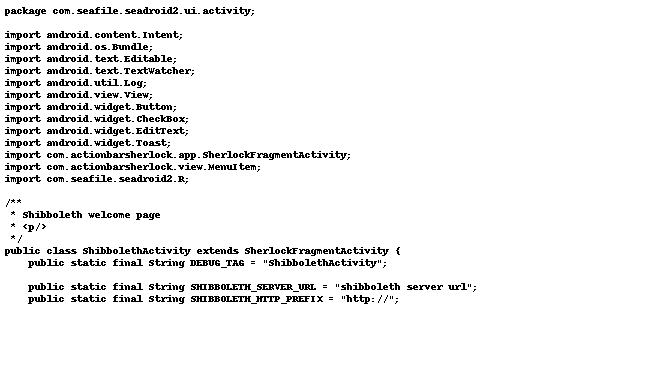 package com.seafile.seadroid2.ui.activity;

import android.content.Intent;
import android.os.Bundle;
import android.text.Editable;
import android.text.TextWatcher;
import android.util.Log;
import android.view.View;
import android.widget.Button;
import android.widget.CheckBox;
import android.widget.EditText;
import android.widget.Toast;
import com.actionbarsherlock.app.SherlockFragmentActivity;
import com.actionbarsherlock.view.MenuItem;
import com.seafile.seadroid2.R;

/**
 * Shibboleth welcome page
 * <p/>
 */
public class ShibbolethActivity extends SherlockFragmentActivity {
    public static final String DEBUG_TAG = "ShibbolethActivity";

    public static final String SHIBBOLETH_SERVER_URL = "shibboleth server url";
    public static final String SHIBBOLETH_HTTP_PREFIX = "http://";